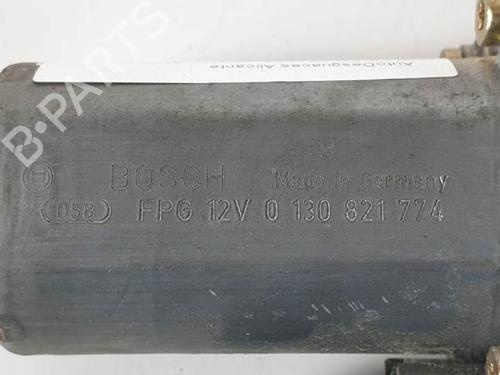 AutoDesguaces Alicante
B-PARTS
BOSCH Made in Germany
058 FPG 12V 0 130 821 774